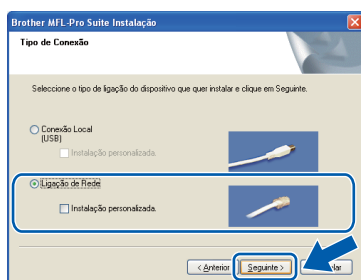 Brother MFL-Pro Suite Instalação
Tipo de Conexão
Seleccione o tipo de ligação do dispositivo que quer instalar e clique em Seguinte.
Conexão Local
(USB)
Instalação personalizada.
Ligação de Rede
Instalação personalizada.
< Anterior Seguinte >